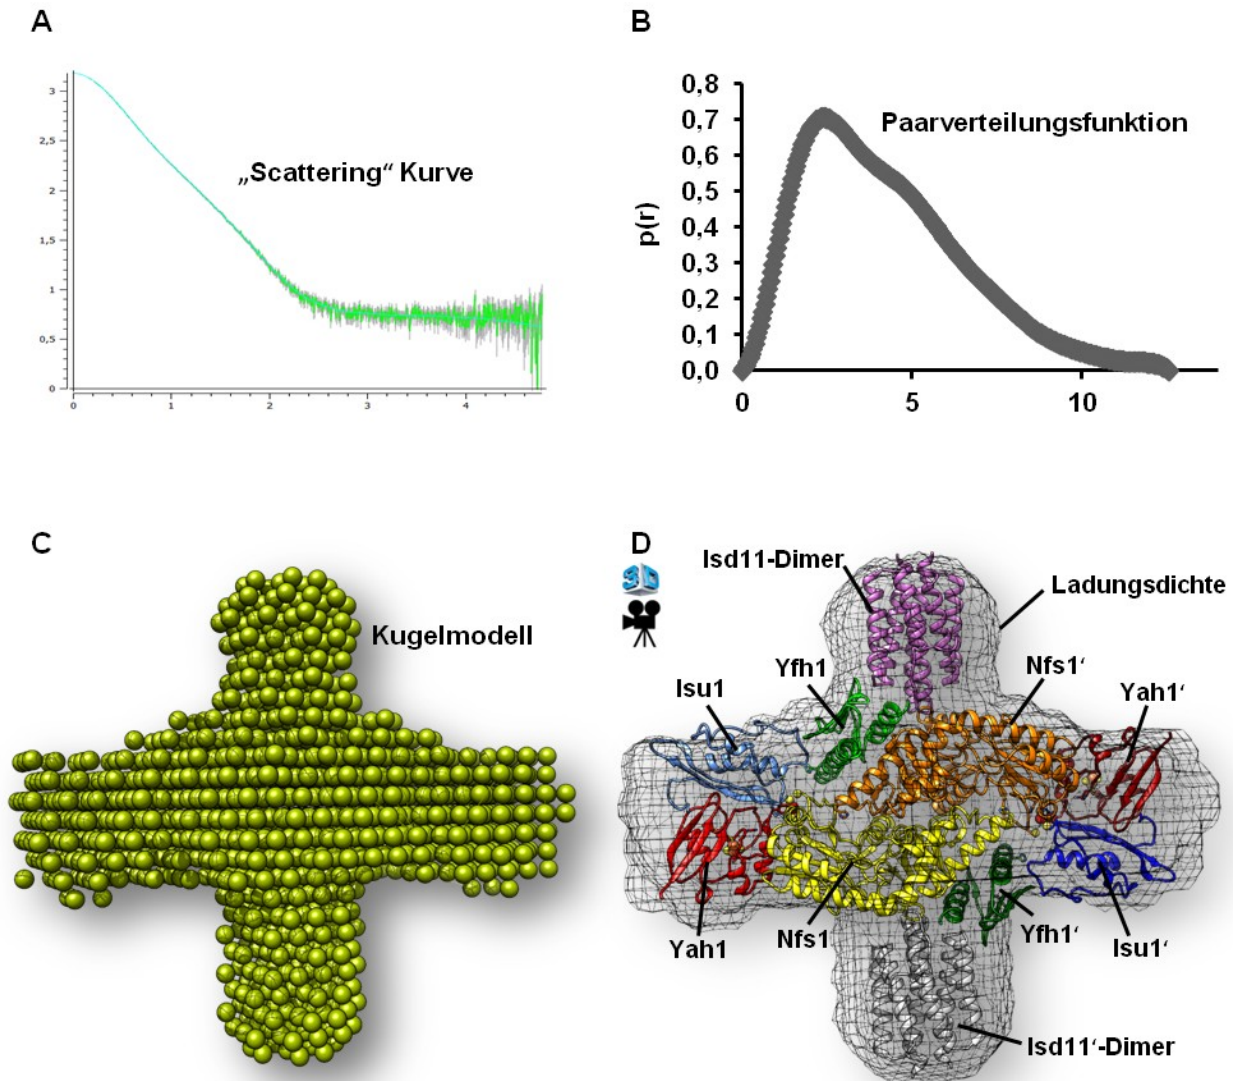 A
3
2,5
2
1,5
1
0,5
0
0 1 2 3 4
„Scattering“ Kurve
B
0,8
0,7
0,6
0,5
0,4
0,3
0,2
0,1
0,0
0 5 10
p(r)
Paarverteilungsfunktion
C
Kugelmodell
D
3D
Isd11-Dimer
Ladungsdichte
Yfh1
Nfs1‘
Isu1
Yah1‘
Yah1
Nfs1
Yfh1‘
Isu1‘
Isd11‘-Dimer